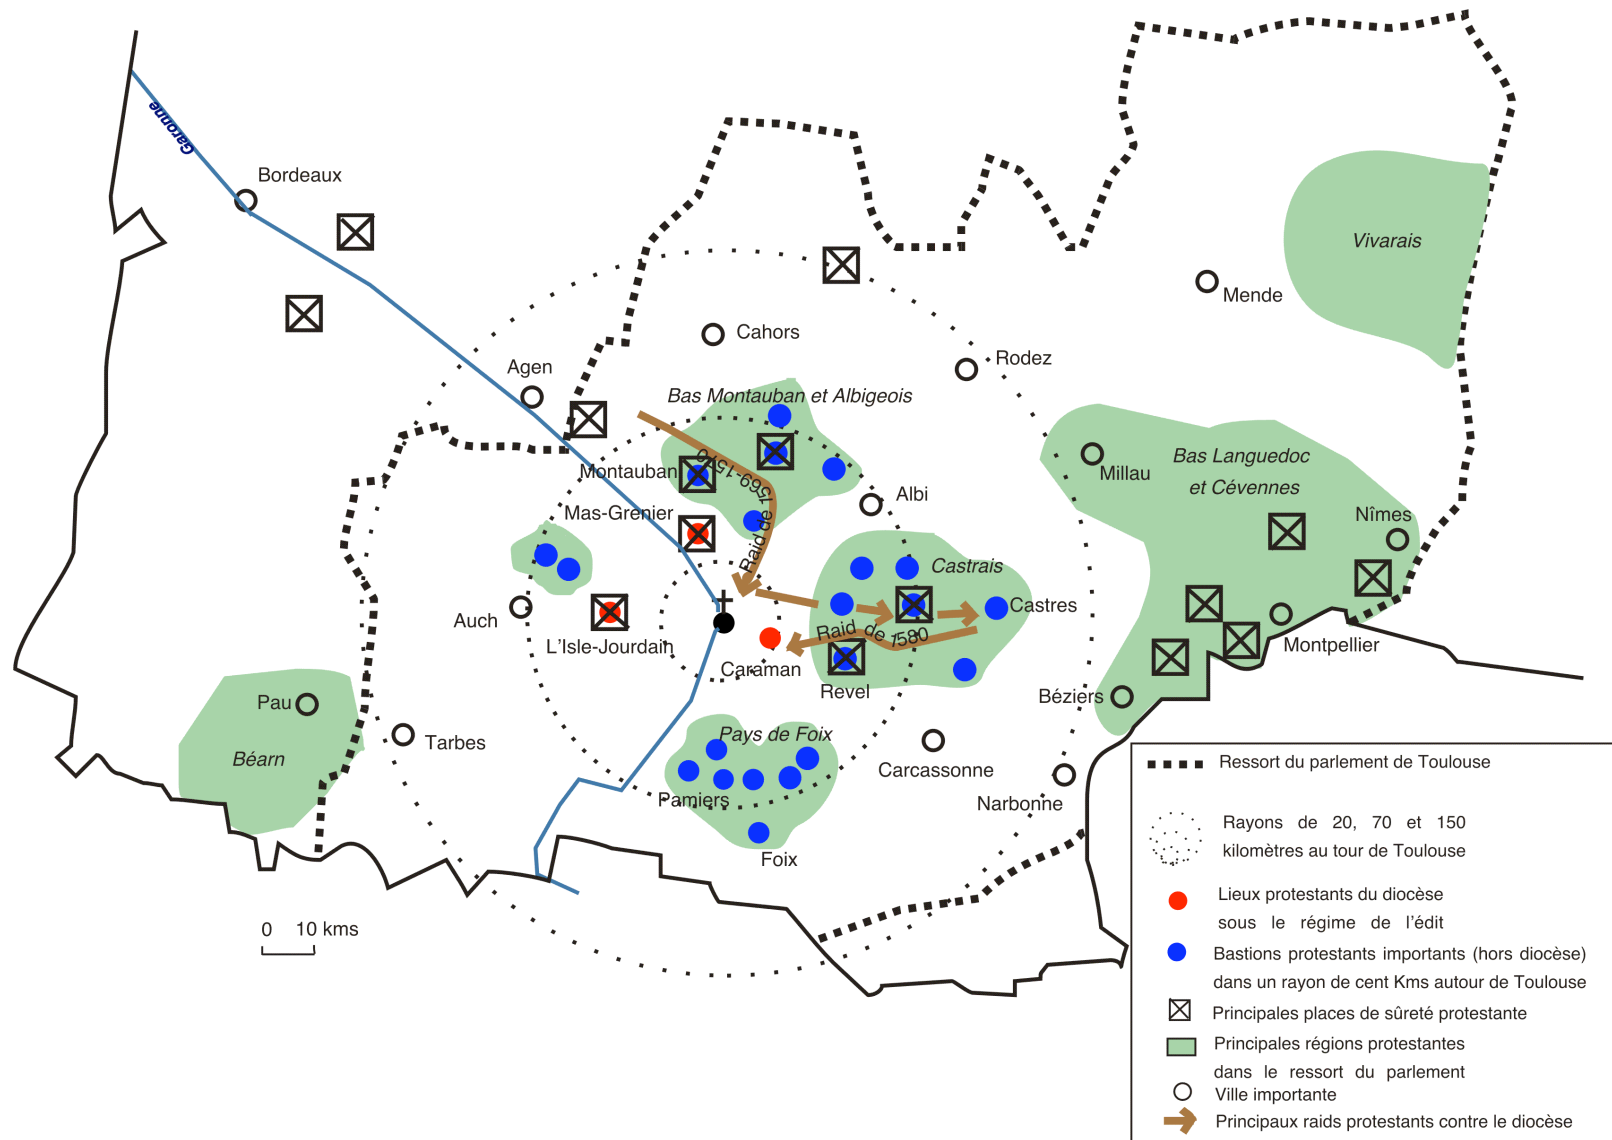 Garonne
Bordeaux
Vivarais
Mende
Cahors
Rodez
Agen
Bas Montauban et Albigeois
Bas Languedoc
et Cévennes
Millau
Montauban
Raid de 1569-1570
Albi
Mas-Grenier
Nîmes
Castrais
Castres
Auch
L'Isle-Jourdain
Raid de 1580
Caraman
Montpellier
Revel
Béziers
Pau
Béarn
Tarbes
Pays de Foix
Carcassonne
Pamiers
Narbonne
Foix
0 10 kms
Ressort du parlement de Toulouse
Rayons de 20, 70 et 150
kilomètres au tour de Toulouse
Lieux protestants du diocèse
sous le régime de l'édit
Bastions protestants importants (hors diocèse)
dans un rayon de cent Kms autour de Toulouse
Principales places de sûreté protestante
Principales régions protestantes
dans le ressort du parlement
Ville importante
Principaux raids protestants contre le diocèse